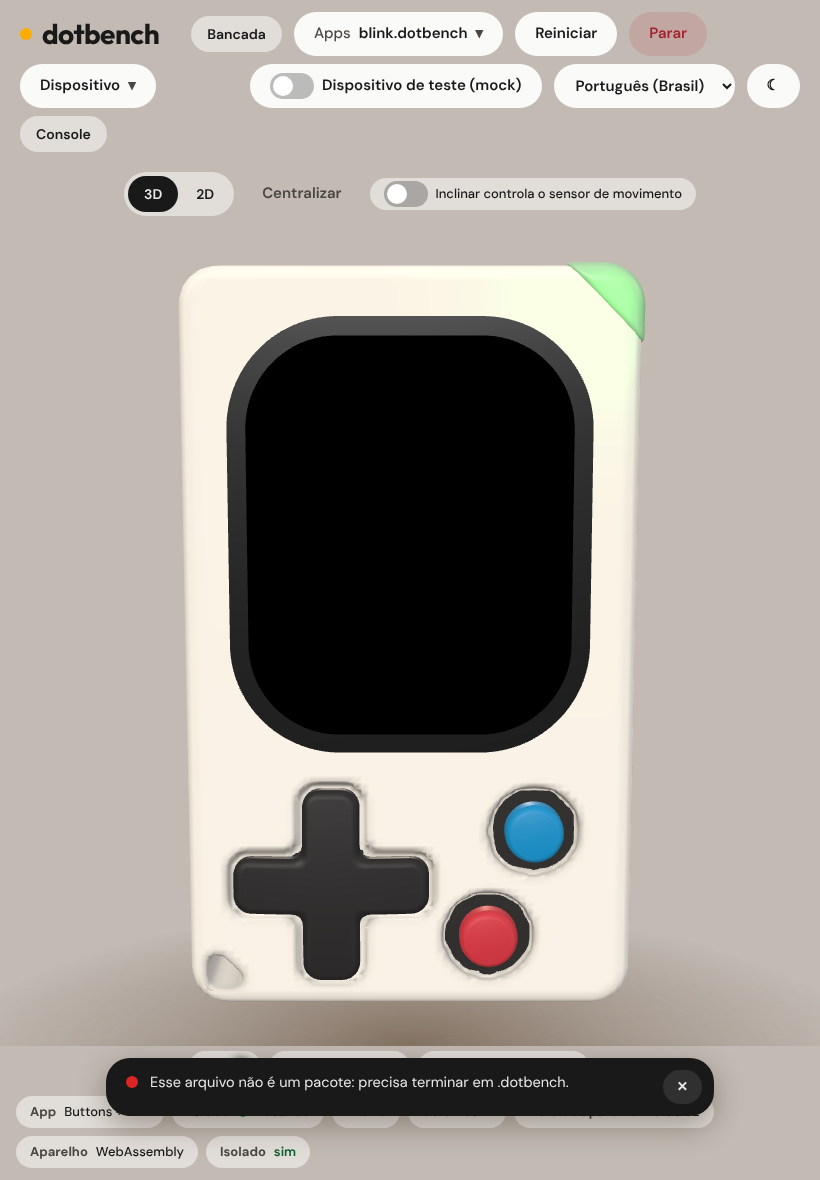 dotbench
Bancada
Apps blink.dotbench ▾
Reiniciar
Parar
Dispositivo ▾
Dispositivo de teste (mock)
Português (Brasil)
Console
3D
2D
Centralizar
Inclinar controla o sensor de movimento
Esse arquivo não é um pacote: precisa terminar em .dotbench.
App Buttons
Aparelho WebAssembly
Isolado sim